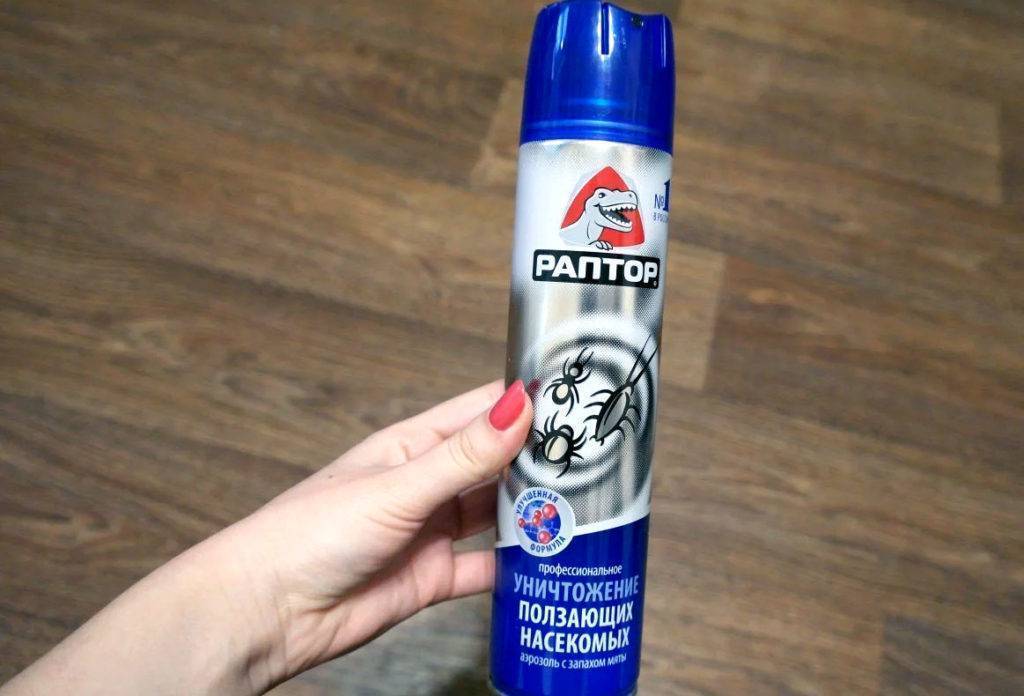 №1
РАПТОР
УЛУЧШЕННАЯ
ФОРМУЛА
профессиональное
УНИЧТОЖЕНИЕ
ПОЛЗАЮЩИХ
НАСЕКОМЫХ
аэрозоль с запахом мяты